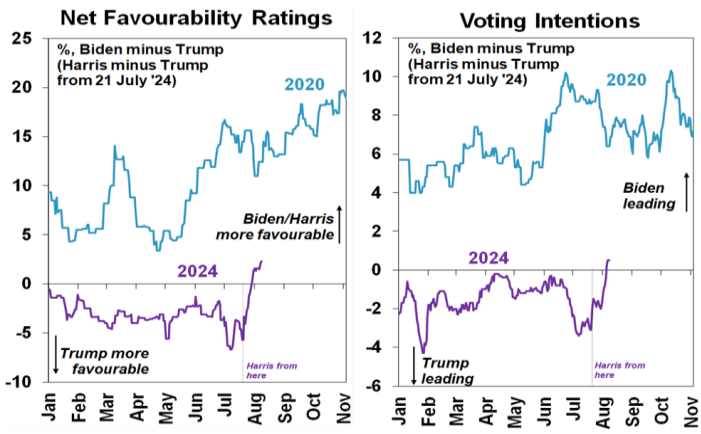 Net Favourability Ratings
25
20
15
10
5
0
-5
-10
%, Biden minus Trump
(Harris minus Trump
from 21 July '24)
2020
Biden/Harris
more favourable
2024
Trump more
favourable
Harris from
here
Jan
Feb
Mar
Apr
May
Jun
Jul
Aug
Sep
Oct
Nov
Voting Intentions
12
10
8
6
4
2
0
-2
-4
-6
%, Biden minus Trump
(Harris minus Trump
from 21 July '24)
2020
Biden
leading
2024
Trump
leading
Harris from
here
Jan
Feb
Mar
Apr
May
Jun
Jul
Aug
Sep
Oct
Nov